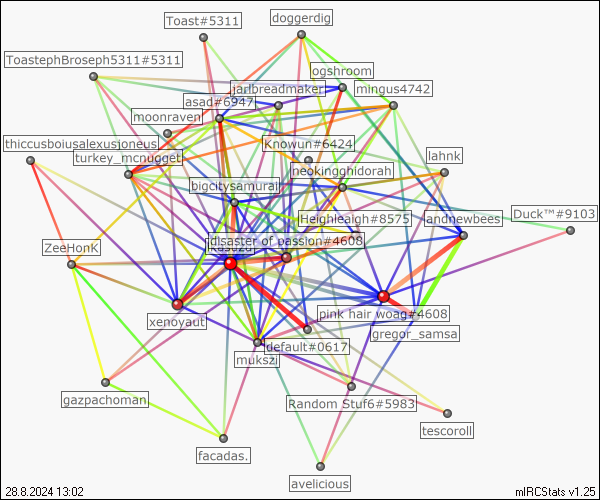 Toast#5311
doggerdig
ToastephBroseph5311#5311
ogshroom
jarlbreadmaker
mingus4742
asad#6947
moonraven
thiccusboiusalexusjoneus
Knowun#6424
turkey_mcnugget
lahnk
neokingghidorah
bigcitysamurai
Heighleaigh#8575
landnewbees
Duck™#9103
disaster of passion#4608
ZeeHonK
xenoyaut
pink hair woag#4608
gregor_samsa
default#0617
mukszi
gazpachoman
Random Stuf6#5983
tescoroll
facadas.
avelicious
28.8.2024 13:02
mIRCStats v1.25